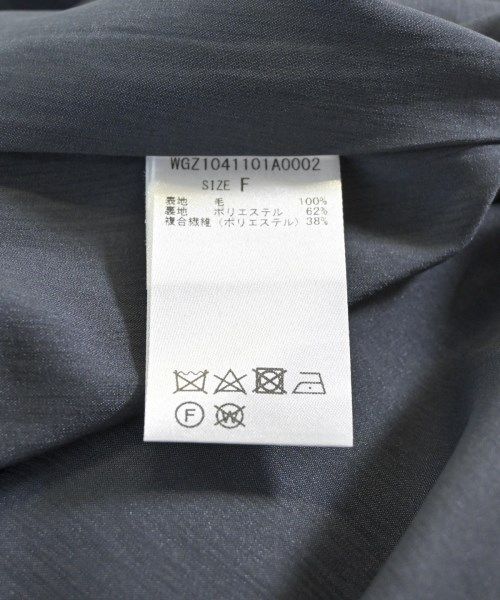 WGZ1041101A0002
SIZE F
表地 毛 100%
裏地 ポリエステル 62%
複合繊維(ポリエステル) 38%
F W